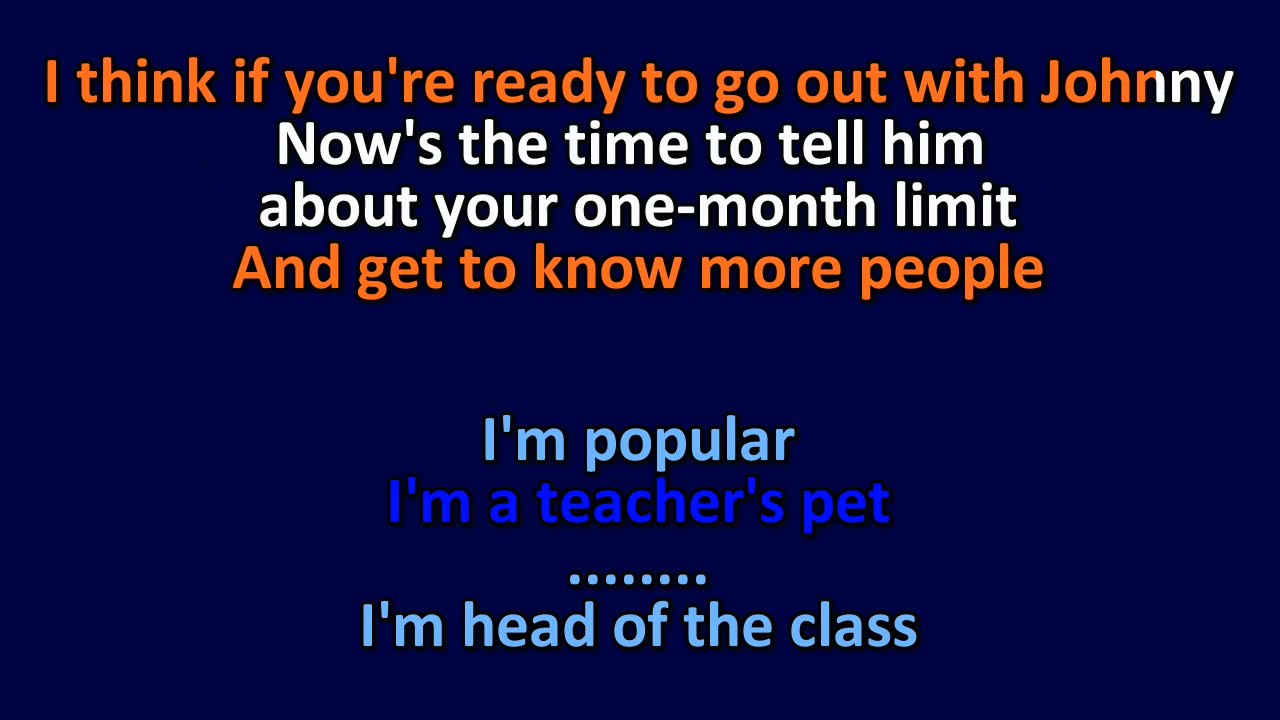 I think if you're ready to go out with Johnny
Now's the time to tell him
about your one-month limit
And get to know more people
I'm popular
I'm a teacher's pet
........
I'm head of the class